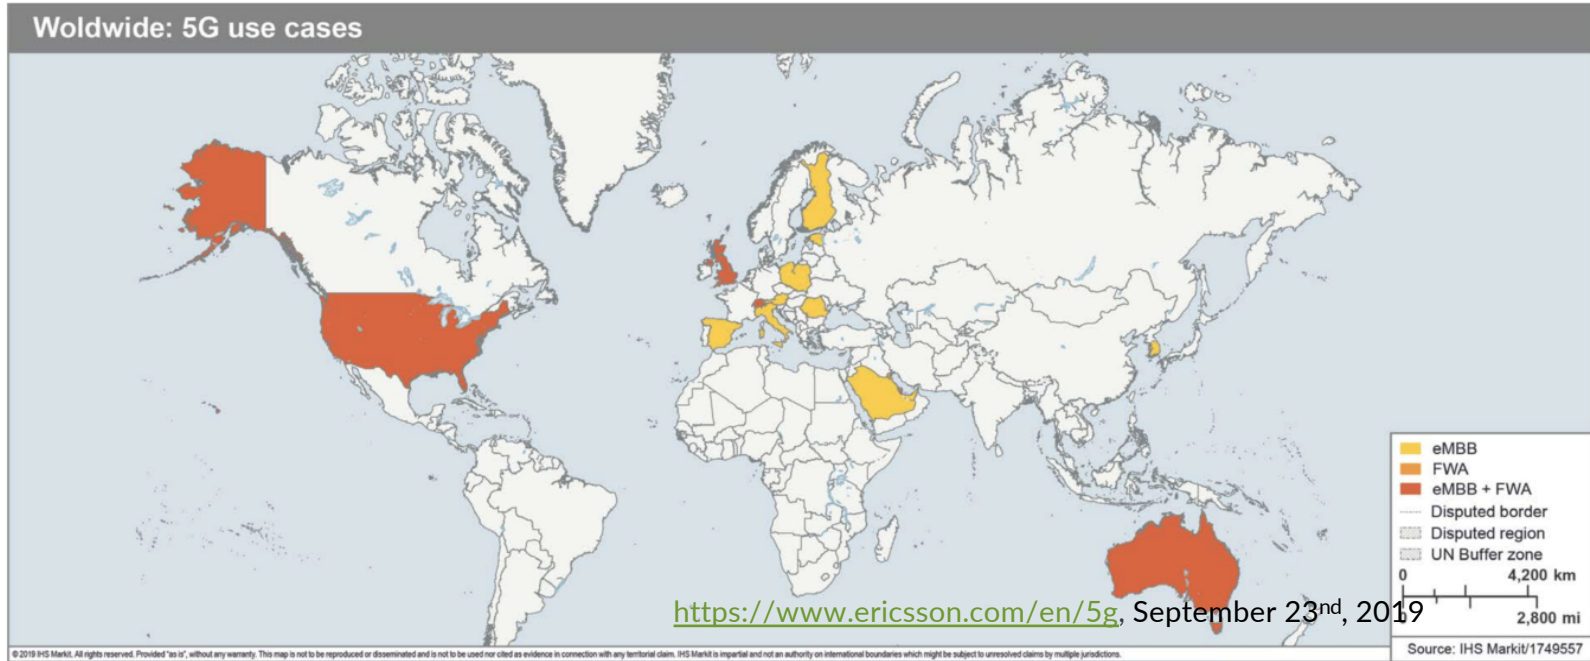 Woldwide: 5G use cases
eMBB
FWA
eMBB + FWA
Disputed border
Disputed region
UN Buffer zone
0 4,200 km
0 2,800 mi
https://www.ericsson.com/en/5g, September 23nd, 2019
Source: IHS Markit/1749557
© 2019 IHS Markit. All rights reserved. Provided "as is", without any warranty. This map is not to be reproduced or disseminated and is not to be used nor cited as evidence in connection with any territorial claim. IHS Markit is impartial and not an authority on international boundaries which might be subject to unresolved claims by multiple jurisdictions.